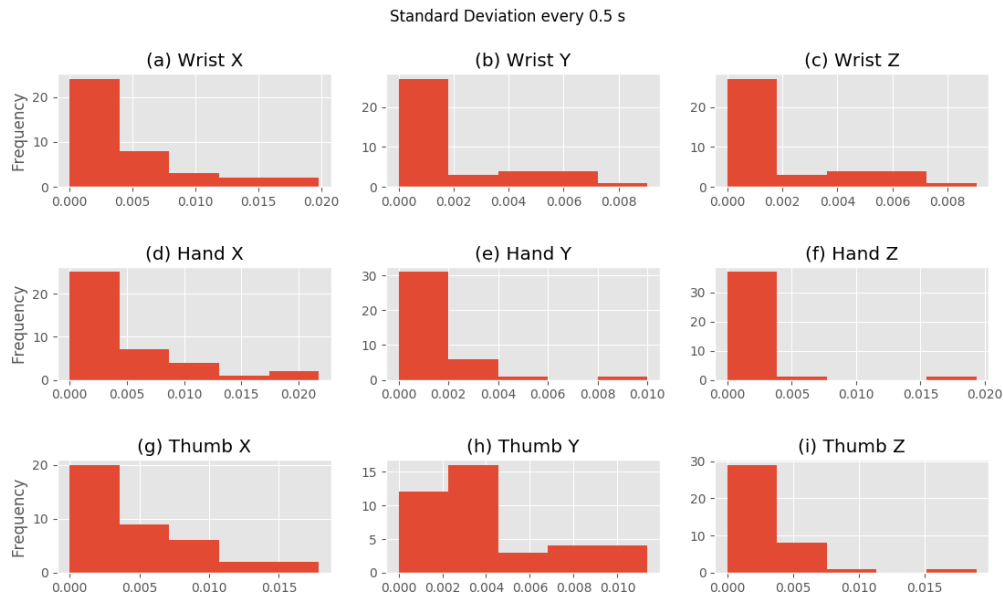 Standard Deviation every 0.5 s
(a) Wrist X (b) Wrist Y (c) Wrist Z
Frequency
20
10
0
0.000 0.005 0.010 0.015 0.020
20
10
0
0.000 0.002 0.004 0.006 0.008
20
10
0
0.000 0.002 0.004 0.006 0.008
(d) Hand X (e) Hand Y (f) Hand Z
Frequency
20
10
0
0.000 0.005 0.010 0.015 0.020
30
20
10
0
0.000 0.002 0.004 0.006 0.008 0.010
30
20
10
0
0.000 0.005 0.010 0.015 0.020
(g) Thumb X (h) Thumb Y (i) Thumb Z
Frequency
20
10
0
0.000 0.005 0.010 0.015
15
10
5
0
0.000 0.002 0.004 0.006 0.008 0.010
30
20
10
0
0.000 0.005 0.010 0.015